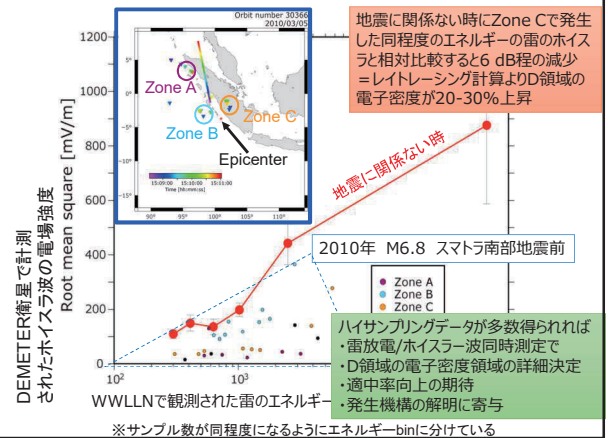 Orbit number 30366
2010/03/05
Zone A
Zone B
Zone C
Epicenter
5°
0°
-5°
-10°
-15°
90°
95°
100°
105°
110°
15:09:00
15:10:00
15:11:00
Time [hh:mm:ss]
地震に関係ない時にZone Cで発生
した同程度のエネルギーの雷のホイス
ラと相対比較すると6 dB程の減少
=レイトレーシング計算よりD領域の
電子密度が20-30%上昇
地震に関係ない時
2010年 M6.8 スマトラ南部地震前
Zone A
Zone B
Zone C
ハイサンプリングデータが多数得られれば
・雷放電/ホイスラー波同時測定で
・D領域の電子密度領域の詳細決定
・適中率向上の期待
・発生機構の解明に寄与
DEMETER衛星で計測
されたホイスラ波の電場強度
Root mean square [mV/m]
1200
1000
800
600
400
200
0
10²
10³
WWLLNで観測された雷のエネルギー
※サンプル数が同程度になるようにエネルギーbinに分けている